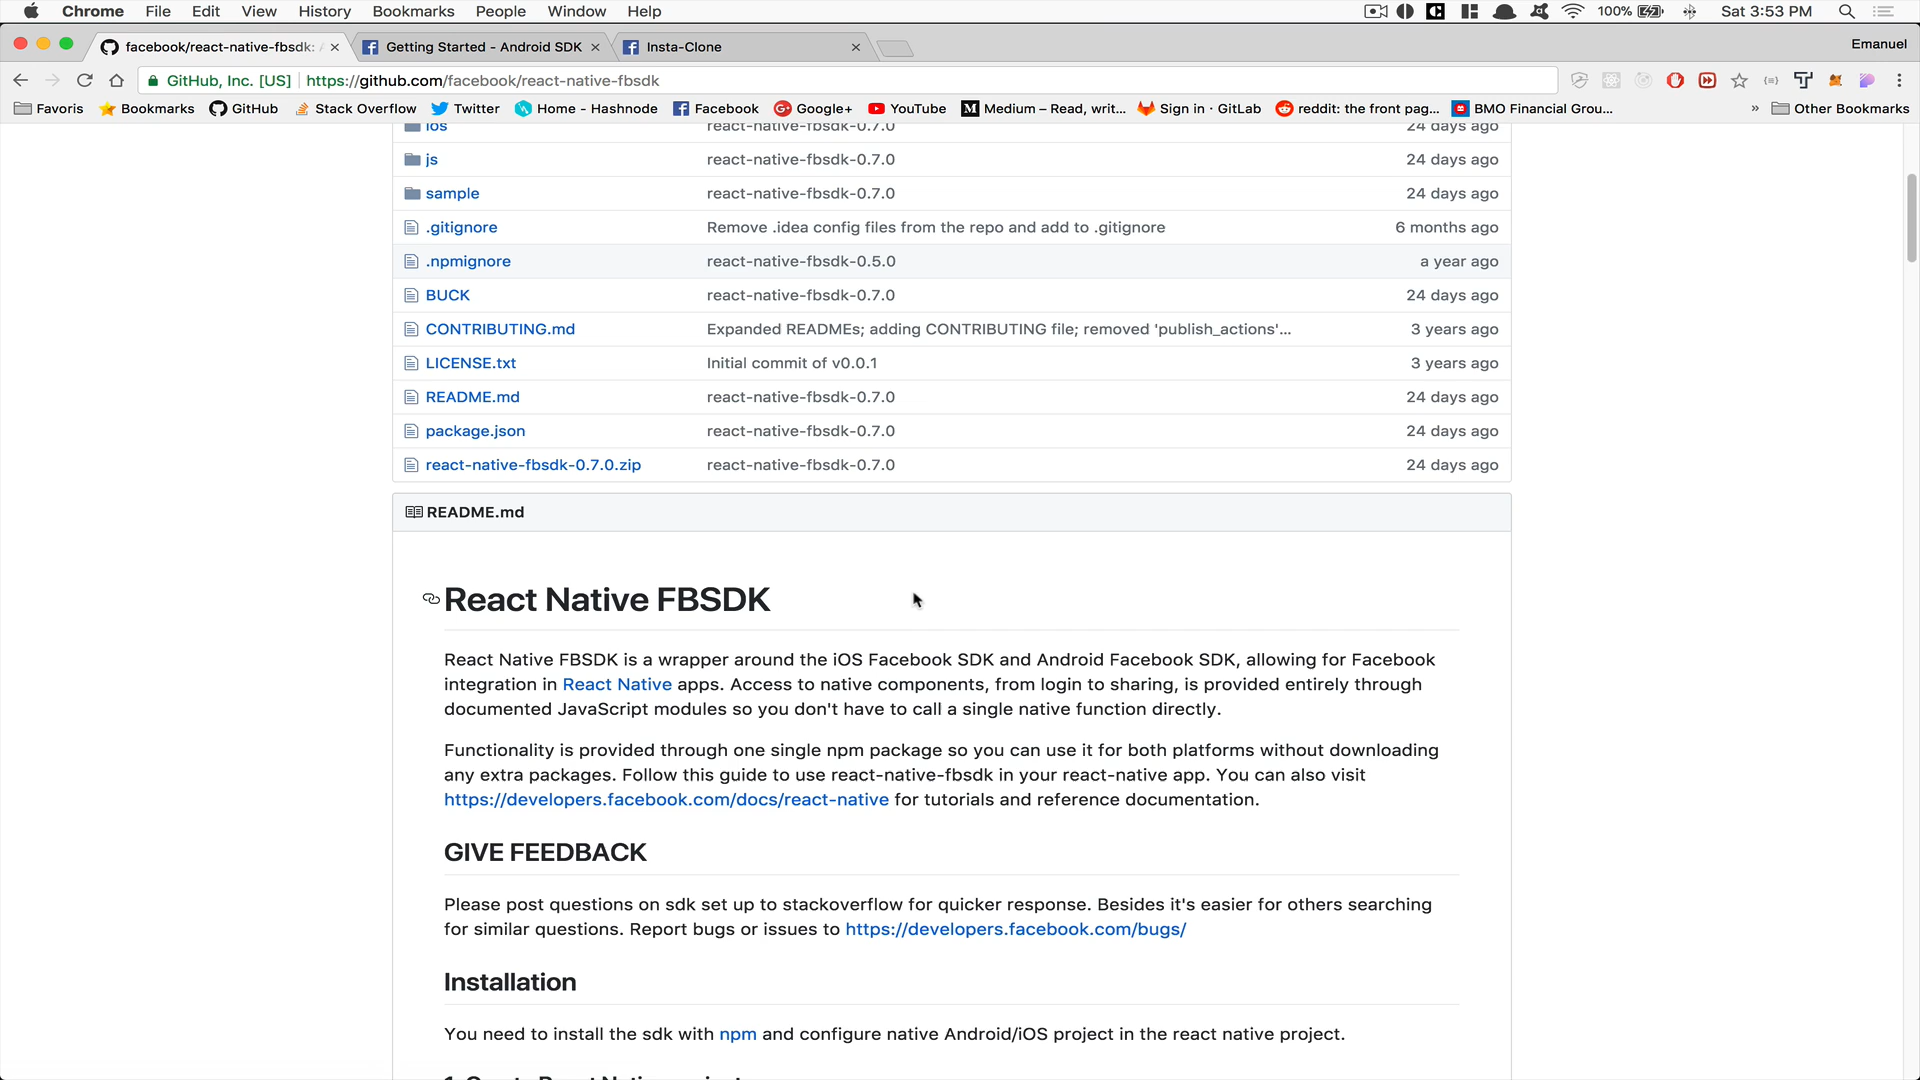 Chrome File Edit View History Bookmarks People Window Help 100% Sat 3:53 PM
facebook/react-native-fbsdk: Getting Started - Android SDK Insta-Clone Emanuel
GitHub, Inc. [US] https://github.com/facebook/react-native-fbsdk
Favoris Bookmarks GitHub Stack Overflow Twitter Home - Hashnode Facebook Google+ YouTube Medium – Read, writ... Sign in · GitLab reddit: the front pag... BMO Financial Grou... » Other Bookmarks
ios react-native-fbsdk-0.7.0 24 days ago
js react-native-fbsdk-0.7.0 24 days ago
sample react-native-fbsdk-0.7.0 24 days ago
.gitignore Remove .idea config files from the repo and add to .gitignore 6 months ago
.npmignore react-native-fbsdk-0.5.0 a year ago
BUCK react-native-fbsdk-0.7.0 24 days ago
CONTRIBUTING.md Expanded READMEs; adding CONTRIBUTING file; removed 'publish_actions'... 3 years ago
LICENSE.txt Initial commit of v0.0.1 3 years ago
README.md react-native-fbsdk-0.7.0 24 days ago
package.json react-native-fbsdk-0.7.0 24 days ago
react-native-fbsdk-0.7.0.zip react-native-fbsdk-0.7.0 24 days ago
README.md
React Native FBSDK
React Native FBSDK is a wrapper around the iOS Facebook SDK and Android Facebook SDK, allowing for Facebook
integration in React Native apps. Access to native components, from login to sharing, is provided entirely through
documented JavaScript modules so you don't have to call a single native function directly.
Functionality is provided through one single npm package so you can use it for both platforms without downloading
any extra packages. Follow this guide to use react-native-fbsdk in your react-native app. You can also visit
https://developers.facebook.com/docs/react-native for tutorials and reference documentation.
GIVE FEEDBACK
Please post questions on sdk set up to stackoverflow for quicker response. Besides it's easier for others searching
for similar questions. Report bugs or issues to https://developers.facebook.com/bugs/
Installation
You need to install the sdk with npm and configure native Android/iOS project in the react native project.